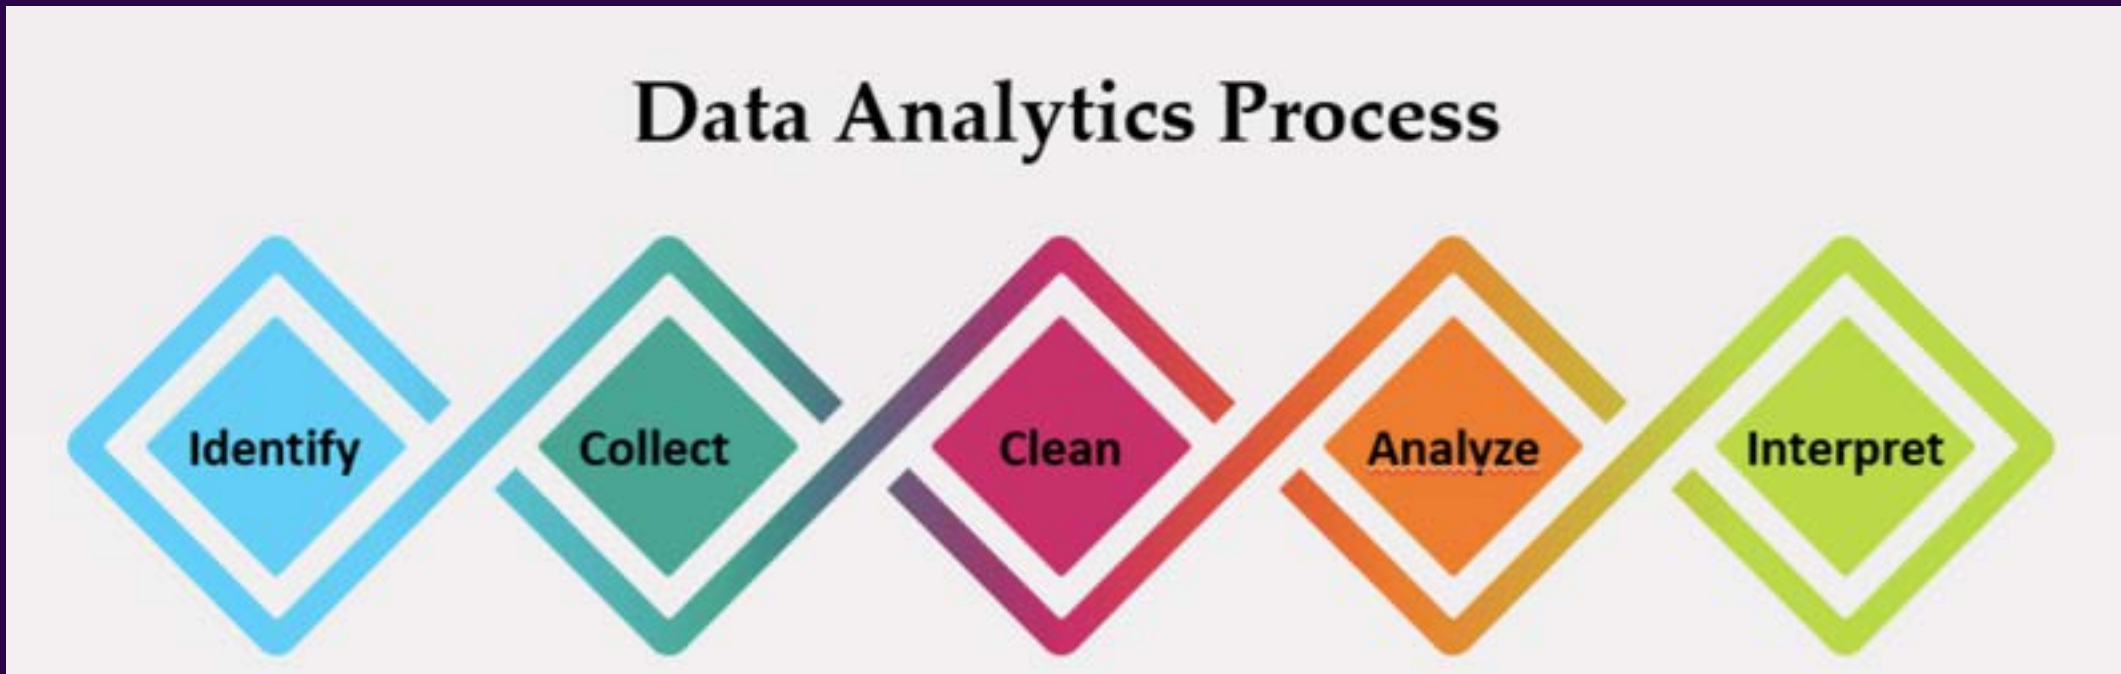 Data Analytics Process
Identify
Collect
Clean
Analyze
Interpret